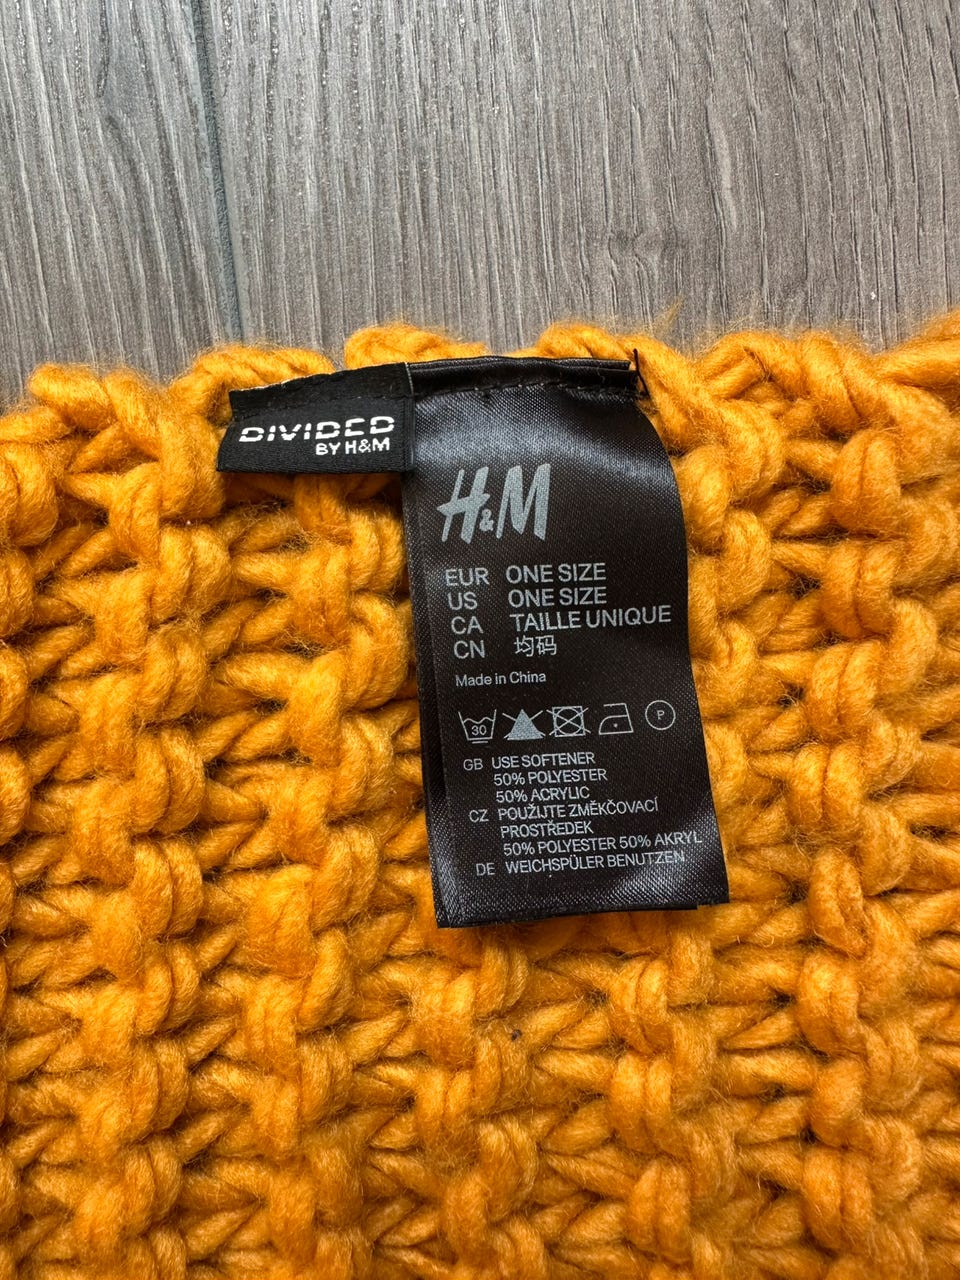 DIVIDED
BY H&M
H&M
EUR ONE SIZE
US ONE SIZE
CA TAILLE UNIQUE
CN 均码
Made in China
30 P
GB USE SOFTENER
50% POLYESTER
50% ACRYLIC
CZ POUŽIJTE ZMĚKČOVACÍ
PROSTŘEDEK
50% POLYESTER 50% AKRYL
DE WEICHSPÜLER BENUTZEN